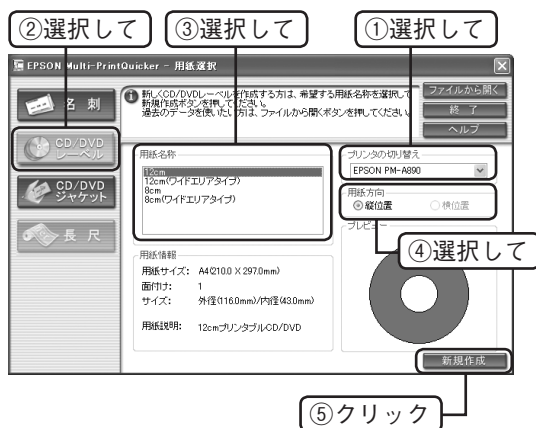 ②選択して
③選択して
①選択して
EPSON Multi-PrintQuicker - 用紙選択
名 刺
新しくCD/DVDレーベルを作成する方は、希望する用紙名称を選択して
新規作成ボタンを押してください。
過去のデータを使いたい方は、ファイルから開くボタンを押してください。
ファイルから開く
終 了
ヘルプ
CD/DVD
レーベル
CD/DVD
ジャケット
長 尺
用紙名称
12cm
12cm(ワイドエリアタイプ)
8cm
8cm(ワイドエリアタイプ)
プリンタの切り替え
EPSON PM-A890
用紙方向
縦位置
横位置
④選択して
プレビュー
用紙情報
用紙サイズ: A4(210.0 X 297.0mm)
面付け: 1
サイズ: 外径(116.0mm)/内径(43.0mm)
用紙説明: 12cmプリンタブルCD/DVD
新規作成
⑤クリック